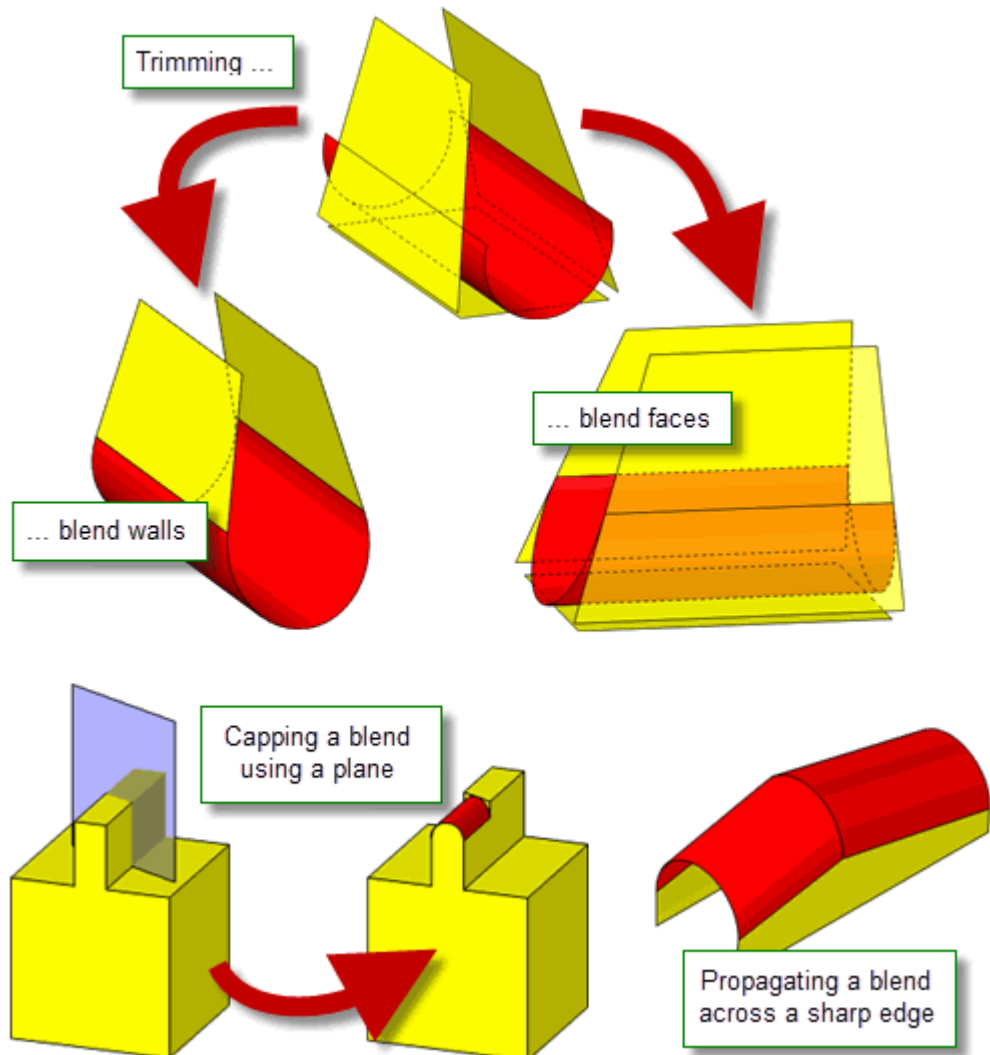 Trimming ...
... blend faces
... blend walls
Capping a blend
using a plane
Propagating a blend
across a sharp edge